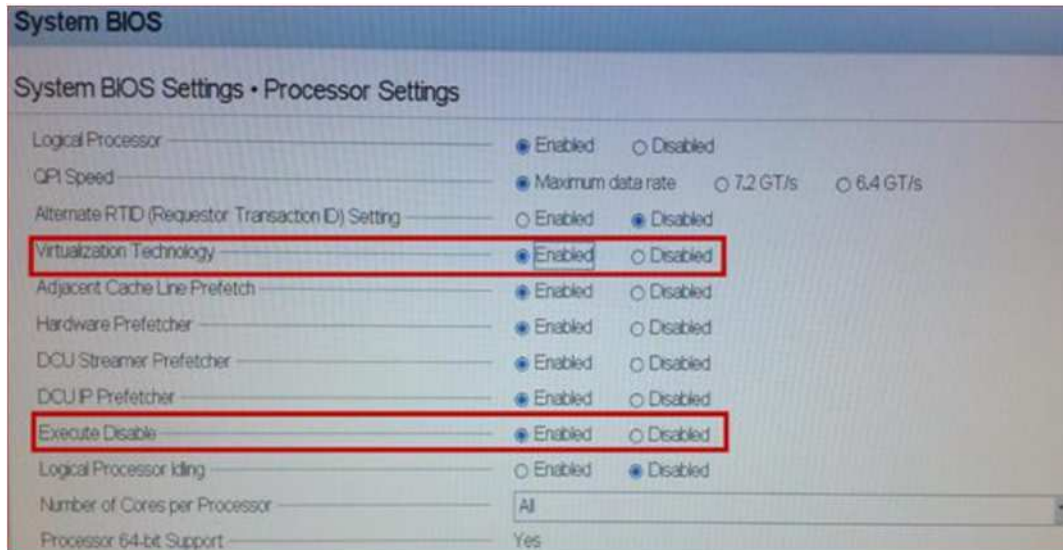 System BIOS
System BIOS Settings • Processor Settings
Logical Processor Enabled Disabled
QPI Speed Maximum data rate 7.2 GT/s 6.4 GT/s
Alternate RTID (Requestor Transaction ID) Setting Enabled Disabled
Virtualization Technology Enabled Disabled
Adjacent Cache Line Prefetch Enabled Disabled
Hardware Prefetcher Enabled Disabled
DCU Streamer Prefetcher Enabled Disabled
DCU IP Prefetcher Enabled Disabled
Execute Disable Enabled Disabled
Logical Processor Idling Enabled Disabled
Number of Cores per Processor All
Processor 64-bit Support Yes